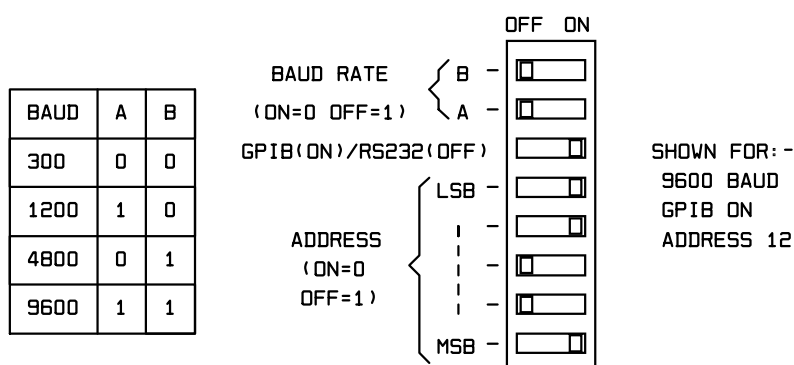 OFF ON
BAUD RATE
(ON=0 OFF=1)
B
A
GPIB(ON)/RS232(OFF)
LSB
ADDRESS
(ON=0
OFF=1)
MSB
BAUD A B
300 0 0
1200 1 0
4800 0 1
9600 1 1
SHOWN FOR:-
9600 BAUD
GPIB ON
ADDRESS 12